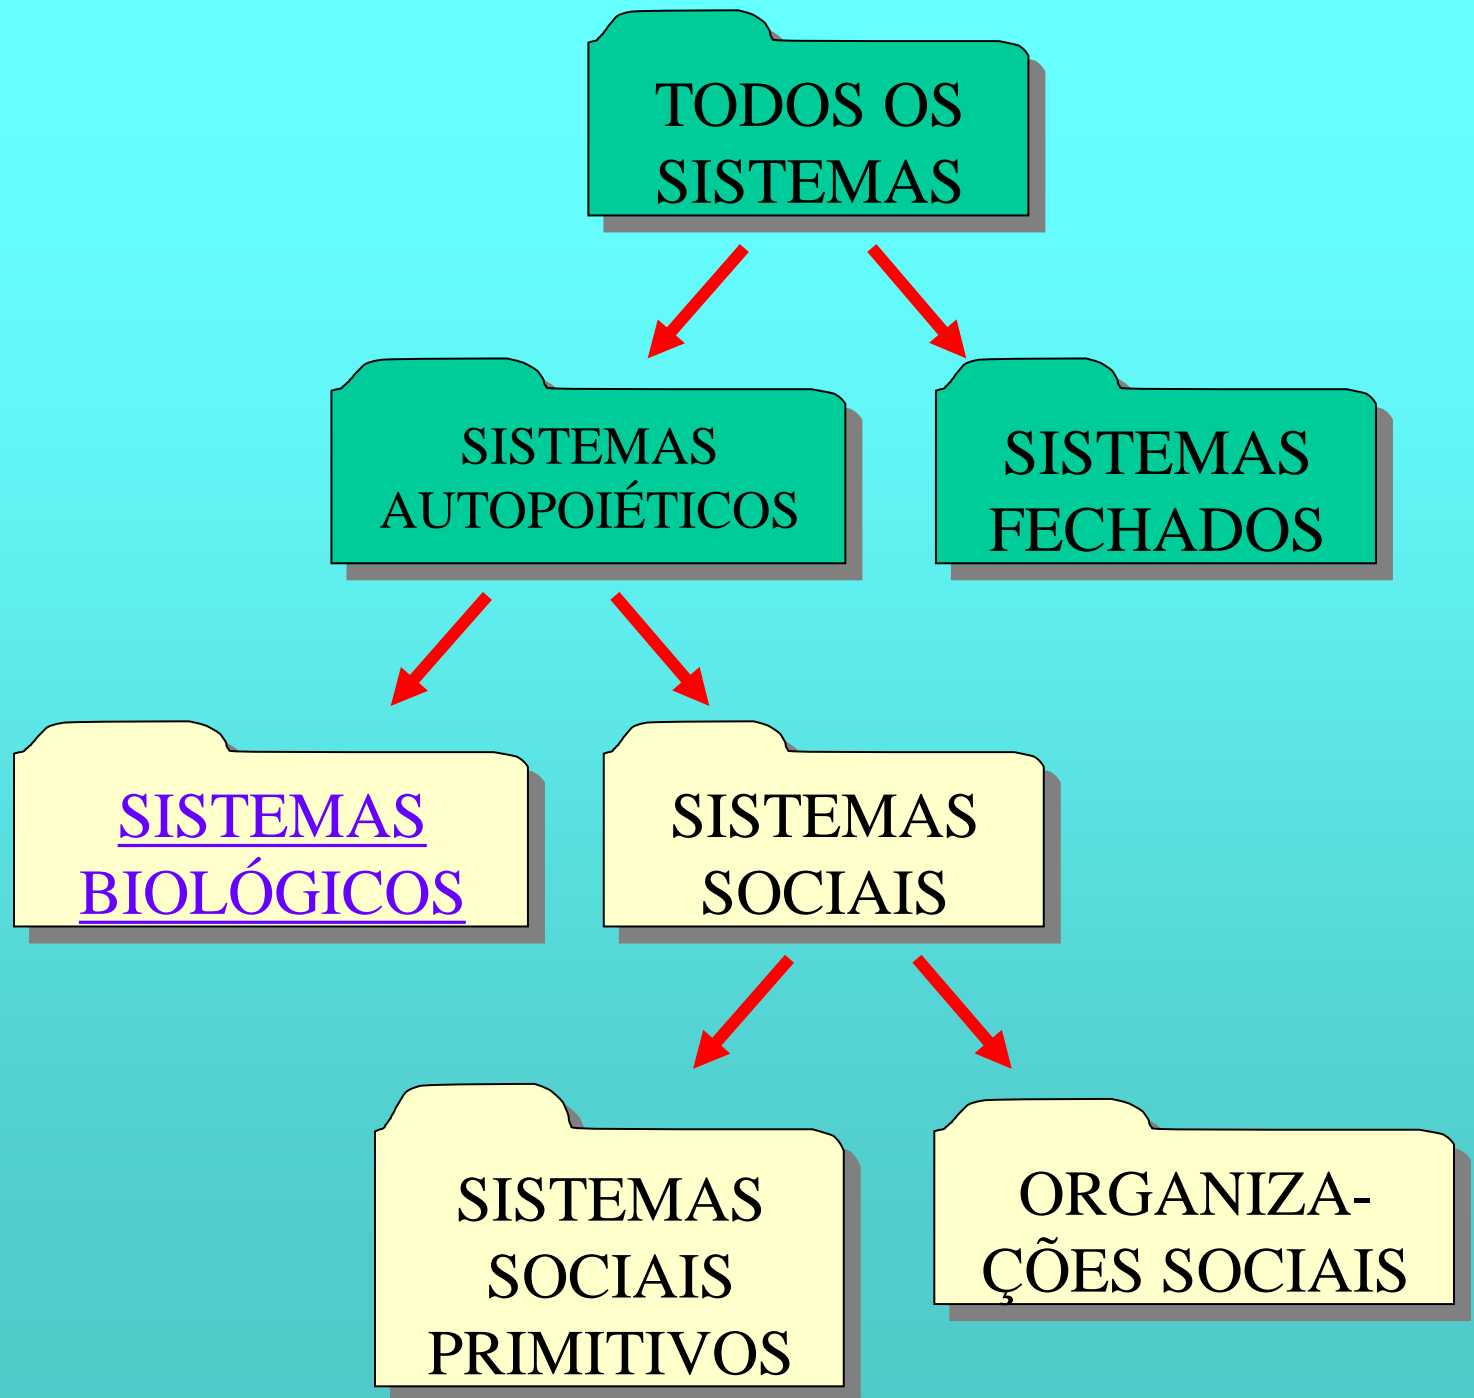 TODOS OS
SISTEMAS
SISTEMAS
AUTOPOIÉTICOS
SISTEMAS
FECHADOS
SISTEMAS
BIOLÓGICOS
SISTEMAS
SOCIAIS
SISTEMAS
SOCIAIS
PRIMITIVOS
ORGANIZA-
ÇÕES SOCIAIS